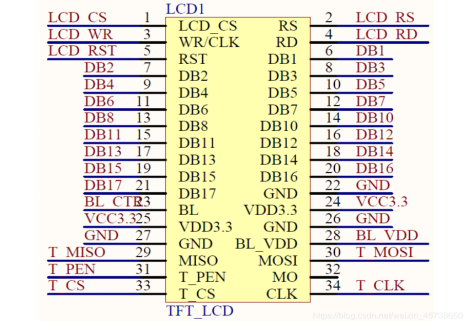 LCD1
LCD_CS 1 LCD_CS RS 2 LCD_RS
LCD_WR 3 WR/CLK RD 4 LCD_RD
LCD_RST 5 RST DB1 6 DB1
DB2 7 DB2 DB3 8 DB3
DB4 9 DB4 DB5 10 DB5
DB6 11 DB6 DB7 12 DB7
DB8 13 DB8 DB10 14 DB10
DB11 15 DB11 DB12 16 DB12
DB13 17 DB13 DB14 18 DB14
DB15 19 DB15 DB16 20 DB16
DB17 21 DB17 GND 22 GND
BL_CTR 23 BL VDD3.3 24 VCC3.3
VCC3.3 25 VDD3.3 GND 26 GND
GND 27 GND BL_VDD 28 BL_VDD
T_MISO 29 MISO MOSI 30 T_MOSI
T_PEN 31 T_PEN MO 32
T_CS 33 T_CS CLK 34 T_CLK
TFT_LCD